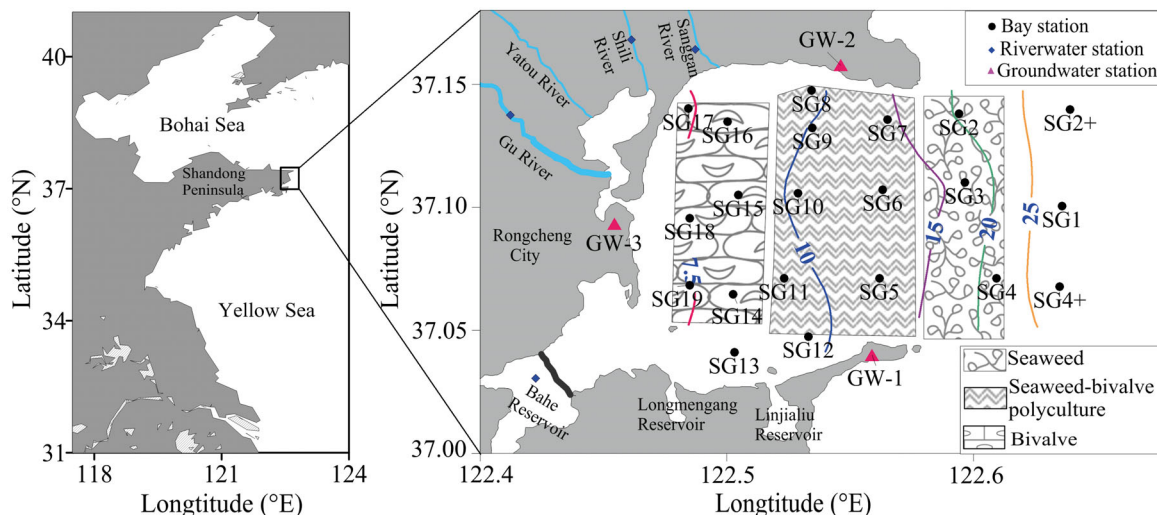 40
37
34
31
118
121
124
Latitude (°N)
Longtitude (°E)
Bohai Sea
Shandong
Peninsula
Yellow Sea
37.15
37.10
37.05
37.00
122.4
122.5
122.6
Latitude (°N)
Longtitude (°E)
Yatou River
Shili
River
Sanggan
River
Gu River
Rongcheng
City
Bahe
Reservoir
Longmengang
Reservoir
Linjialiu
Reservoir
GW-2
GW-3
GW-1
SG17
SG16
SG15
SG18
SG19
SG14
SG13
SG8
SG9
SG10
SG11
SG12
SG7
SG6
SG5
SG2
SG3
SG4
SG2+
SG1
SG4+
7.5
10
15
20
25
Bay station
Riverwater station
Groundwater station
Seaweed
Seaweed-bivalve
polyculture
Bivalve